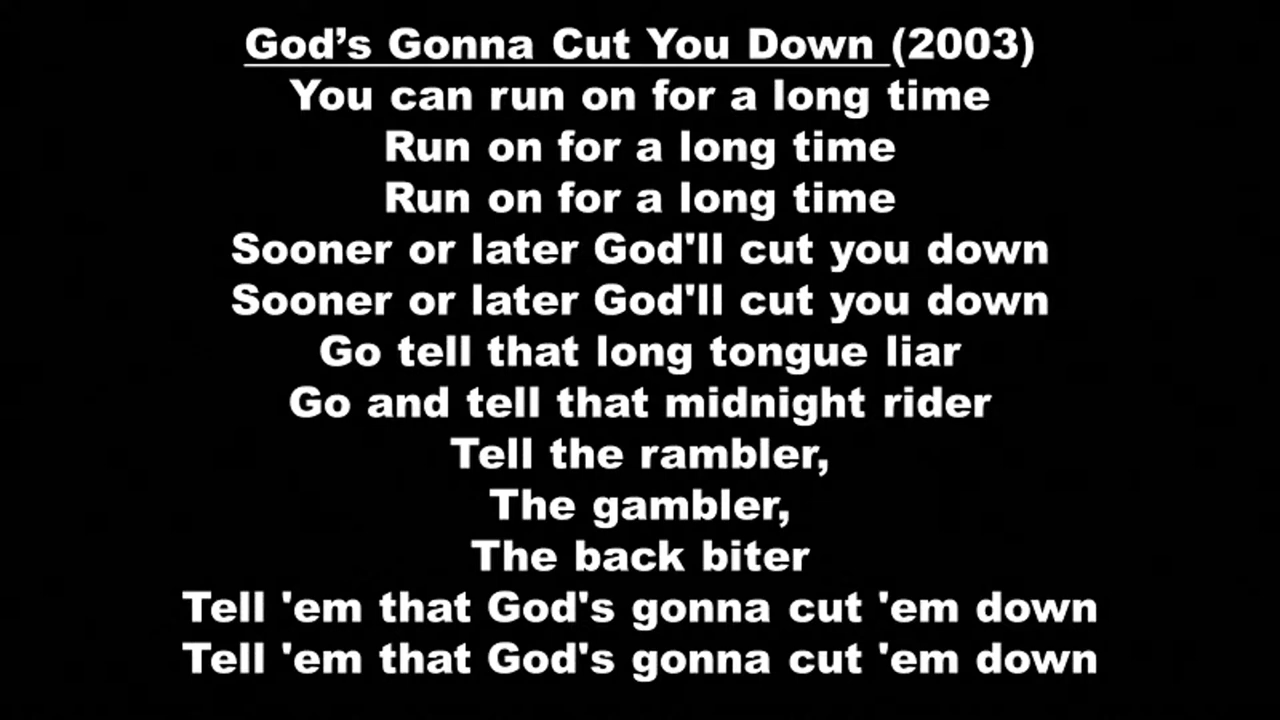 God’s Gonna Cut You Down (2003)
You can run on for a long time
Run on for a long time
Run on for a long time
Sooner or later God'll cut you down
Sooner or later God'll cut you down
Go tell that long tongue liar
Go and tell that midnight rider
Tell the rambler,
The gambler,
The back biter
Tell 'em that God's gonna cut 'em down
Tell 'em that God's gonna cut 'em down